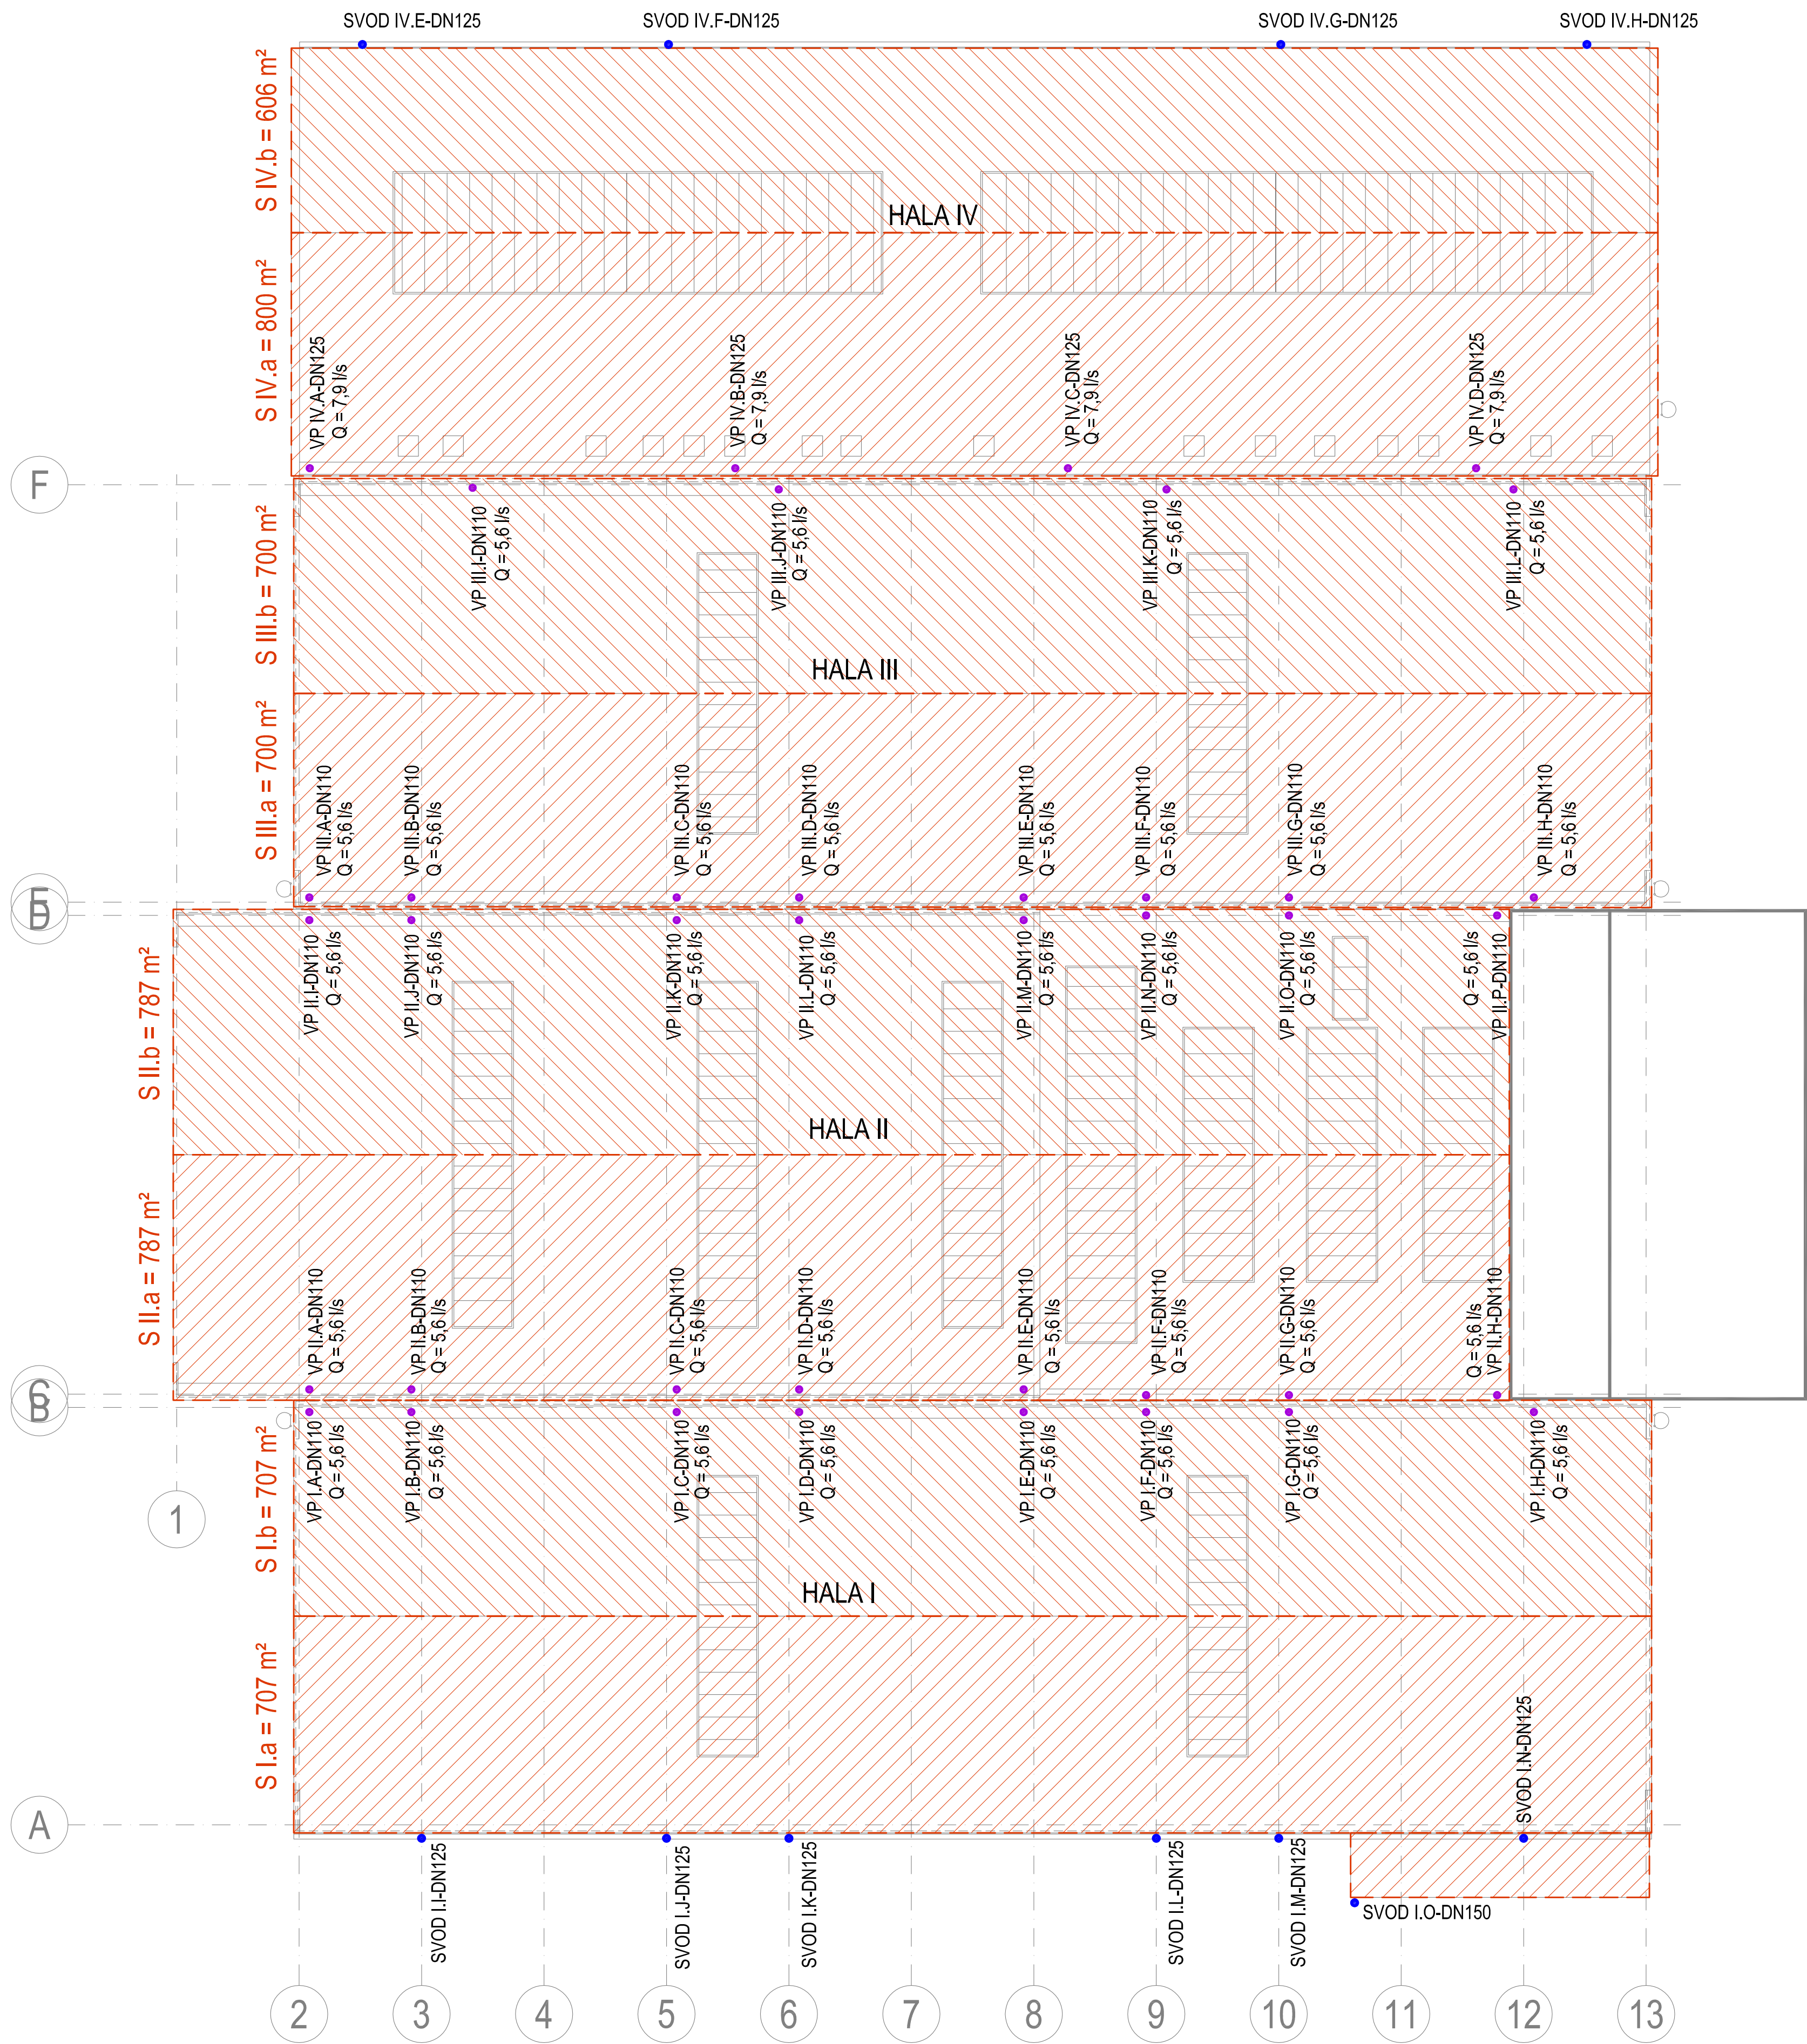 SVOD IV.E-DN125
SVOD IV.F-DN125
SVOD IV.G-DN125
SVOD IV.H-DN125
S IV.b = 606 m²
HALA IV
S IV.a = 800 m²
VP IV.A-DN125
Q = 7,9 l/s
VP IV.B-DN125
Q = 7,9 l/s
VP IV.C-DN125
Q = 7,9 l/s
VP IV.D-DN125
Q = 7,9 l/s
F
S III.b = 700 m²
VP III.I-DN110
Q = 5,6 l/s
VP III.J-DN110
Q = 5,6 l/s
VP III.K-DN110
Q = 5,6 l/s
VP III.L-DN110
Q = 5,6 l/s
HALA III
S III.a = 700 m²
VP III.A-DN110
Q = 5,6 l/s
VP III.B-DN110
Q = 5,6 l/s
VP III.C-DN110
Q = 5,6 l/s
VP III.D-DN110
Q = 5,6 l/s
VP III.E-DN110
Q = 5,6 l/s
VP III.F-DN110
Q = 5,6 l/s
VP III.G-DN110
Q = 5,6 l/s
VP III.H-DN110
Q = 5,6 l/s
E
D
S II.b = 787 m²
VP II.I-DN110
Q = 5,6 l/s
VP II.J-DN110
Q = 5,6 l/s
VP II.K-DN110
Q = 5,6 l/s
VP II.L-DN110
Q = 5,6 l/s
VP II.M-DN110
Q = 5,6 l/s
VP II.N-DN110
Q = 5,6 l/s
VP II.O-DN110
Q = 5,6 l/s
Q = 5,6 l/s
VP II.P-DN110
HALA II
S II.a = 787 m²
VP II.A-DN110
Q = 5,6 l/s
VP II.B-DN110
Q = 5,6 l/s
VP II.C-DN110
Q = 5,6 l/s
VP II.D-DN110
Q = 5,6 l/s
VP II.E-DN110
Q = 5,6 l/s
VP II.F-DN110
Q = 5,6 l/s
VP II.G-DN110
Q = 5,6 l/s
Q = 5,6 l/s
VP II.H-DN110
C
B
S I.b = 707 m²
VP I.A-DN110
Q = 5,6 l/s
VP I.B-DN110
Q = 5,6 l/s
VP I.C-DN110
Q = 5,6 l/s
VP I.D-DN110
Q = 5,6 l/s
VP I.E-DN110
Q = 5,6 l/s
VP I.F-DN110
Q = 5,6 l/s
VP I.G-DN110
Q = 5,6 l/s
VP I.H-DN110
Q = 5,6 l/s
1
HALA I
S I.a = 707 m²
SVOD I.N-DN125
A
SVOD I.I-DN125
SVOD I.J-DN125
SVOD I.K-DN125
SVOD I.L-DN125
SVOD I.M-DN125
SVOD I.O-DN150
2
3
4
5
6
7
8
9
10
11
12
13